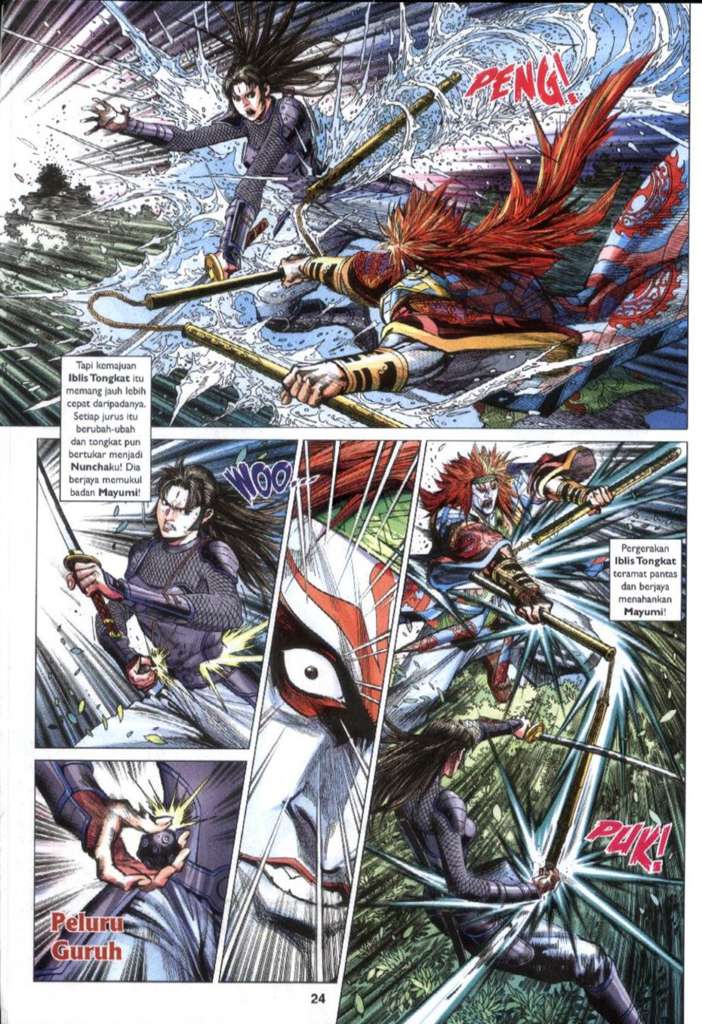 PENG!
Tapi kemajuan
Iblis Tongkat itu
memang jauh lebih
cepat daripadanya.
Setiap jurus itu
berubah-ubah
dan tongkat pun
bertukar menjadi
Nunchaku! Dia
berjaya memukul
badan Mayumi!
WOO...
Pergerakan
Iblis Tongkat
teramat pantas
dan berjaya
menahankan
Mayumi!
Peluru
Guruh
PUK!
24